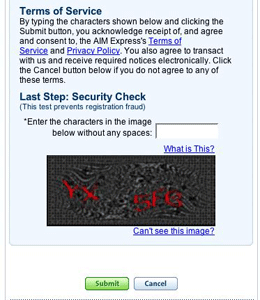 Terms of Service
By typing the characters shown below and clicking the
Submit button, you acknowledge receipt of, and agree
and consent to, the AIM Express's Terms of
Service and Privacy Policy. You also agree to transact
with us and receive required notices electronically. Click
the Cancel button below if you do not agree to any of
these terms.
Last Step: Security Check
(This test prevents registration fraud)
*Enter the characters in the image
below without any spaces:
What is This?
Can't see this image?
Submit Cancel